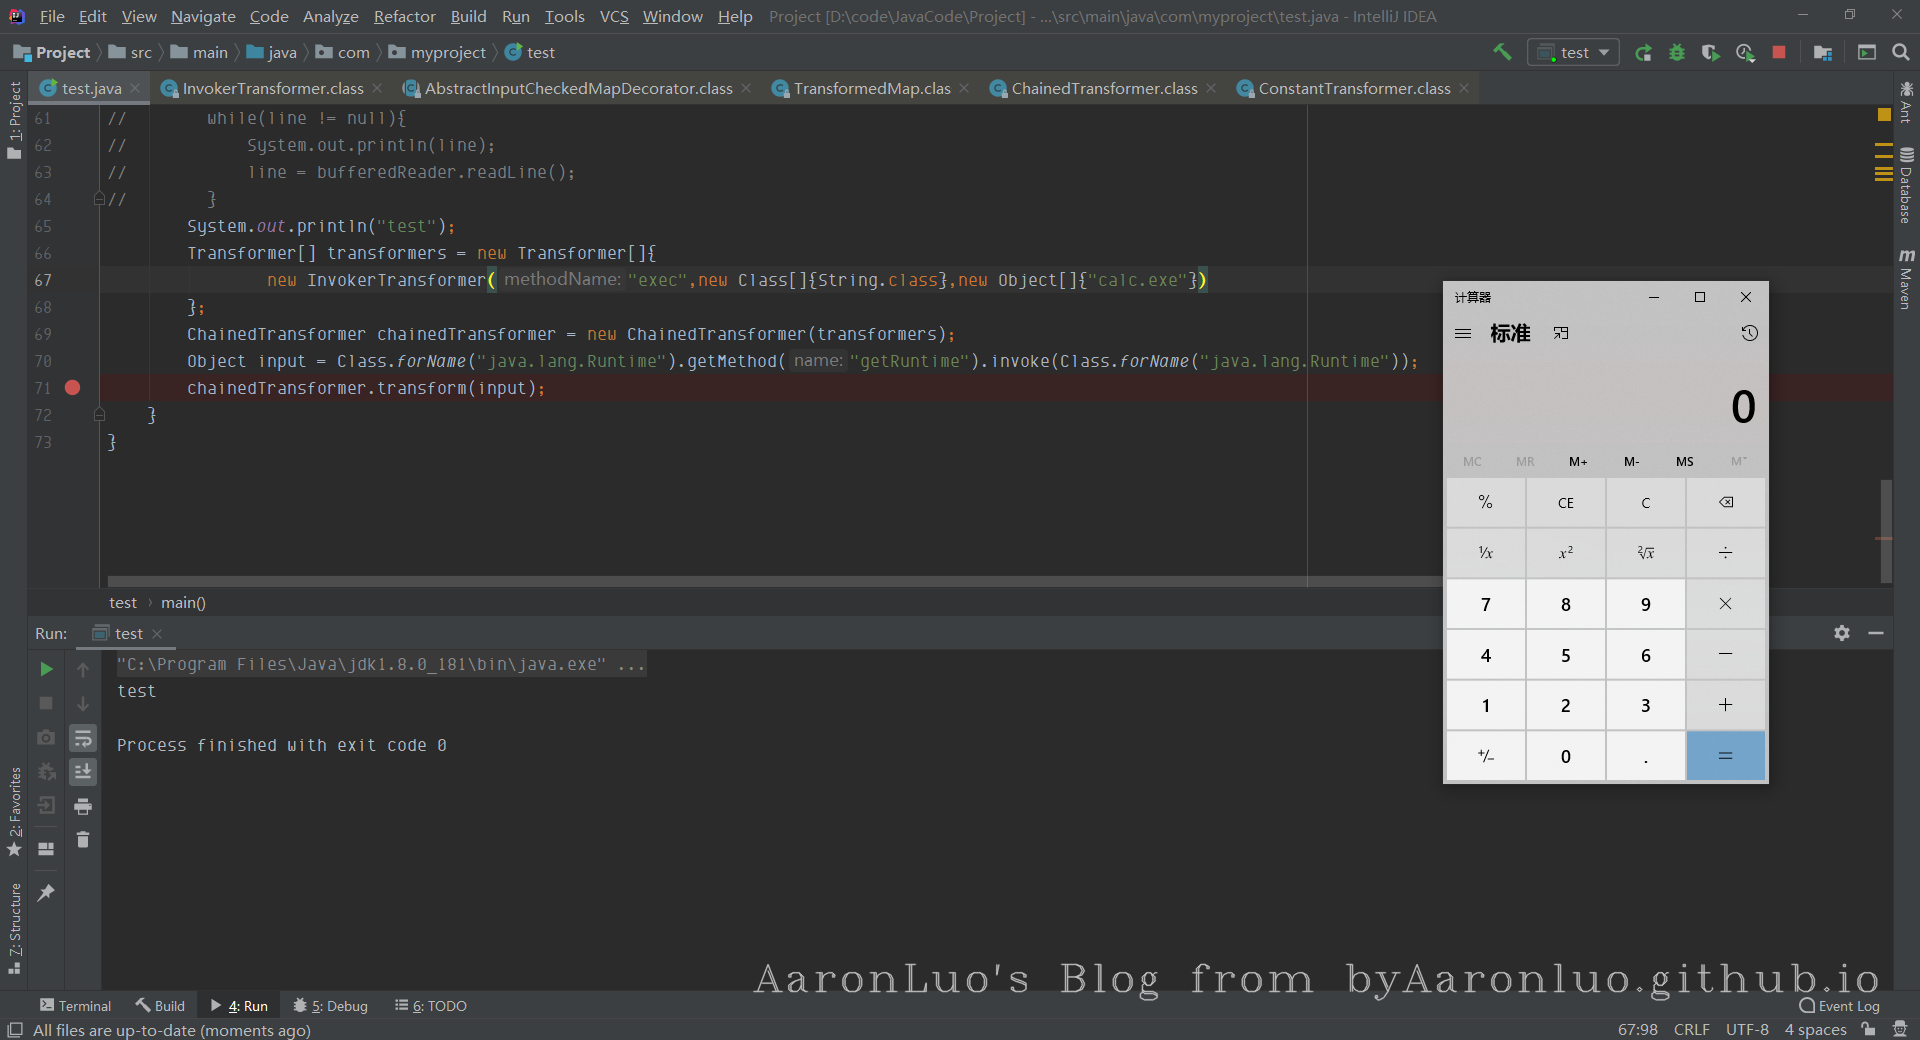 File Edit View Navigate Code Analyze Refactor Build Run Tools VCS Window Help Project [D:\code\JavaCode\Project] - ...\src\main\java\com\myproject\test.java - IntelliJ IDEA
Project src main java com myproject test
test
test.java InvokerTransformer.class AbstractInputCheckedMapDecorator.class TransformedMap.clas ChainedTransformer.class ConstantTransformer.class
1: Project
Ant
Database
m Maven
61 // while(line != null){
62 // System.out.println(line);
63 // line = bufferedReader.readLine();
64 // }
65 System.out.println("test");
66 Transformer[] transformers = new Transformer[]{
67 new InvokerTransformer( methodName: "exec",new Class[]{String.class},new Object[]{"calc.exe"})
68 };
69 ChainedTransformer chainedTransformer = new ChainedTransformer(transformers);
70 Object input = Class.forName("java.lang.Runtime").getMethod( name: "getRuntime").invoke(Class.forName("java.lang.Runtime"));
71 chainedTransformer.transform(input);
72 }
73 }
test main()
计算器
标准
0
MC MR M+ M- MS M˅
% CE C
¹/x x² ²√x ÷
7 8 9 ×
4 5 6 −
1 2 3 +
+/− 0 . =
Run: test
"C:\Program Files\Java\jdk1.8.0_181\bin\java.exe" ...
test
Process finished with exit code 0
2: Favorites
7: Structure
AaronLuo's Blog from byAaronluo.github.io
Terminal Build 4: Run 5: Debug 6: TODO Event Log
All files are up-to-date (moments ago) 67:98 CRLF UTF-8 4 spaces